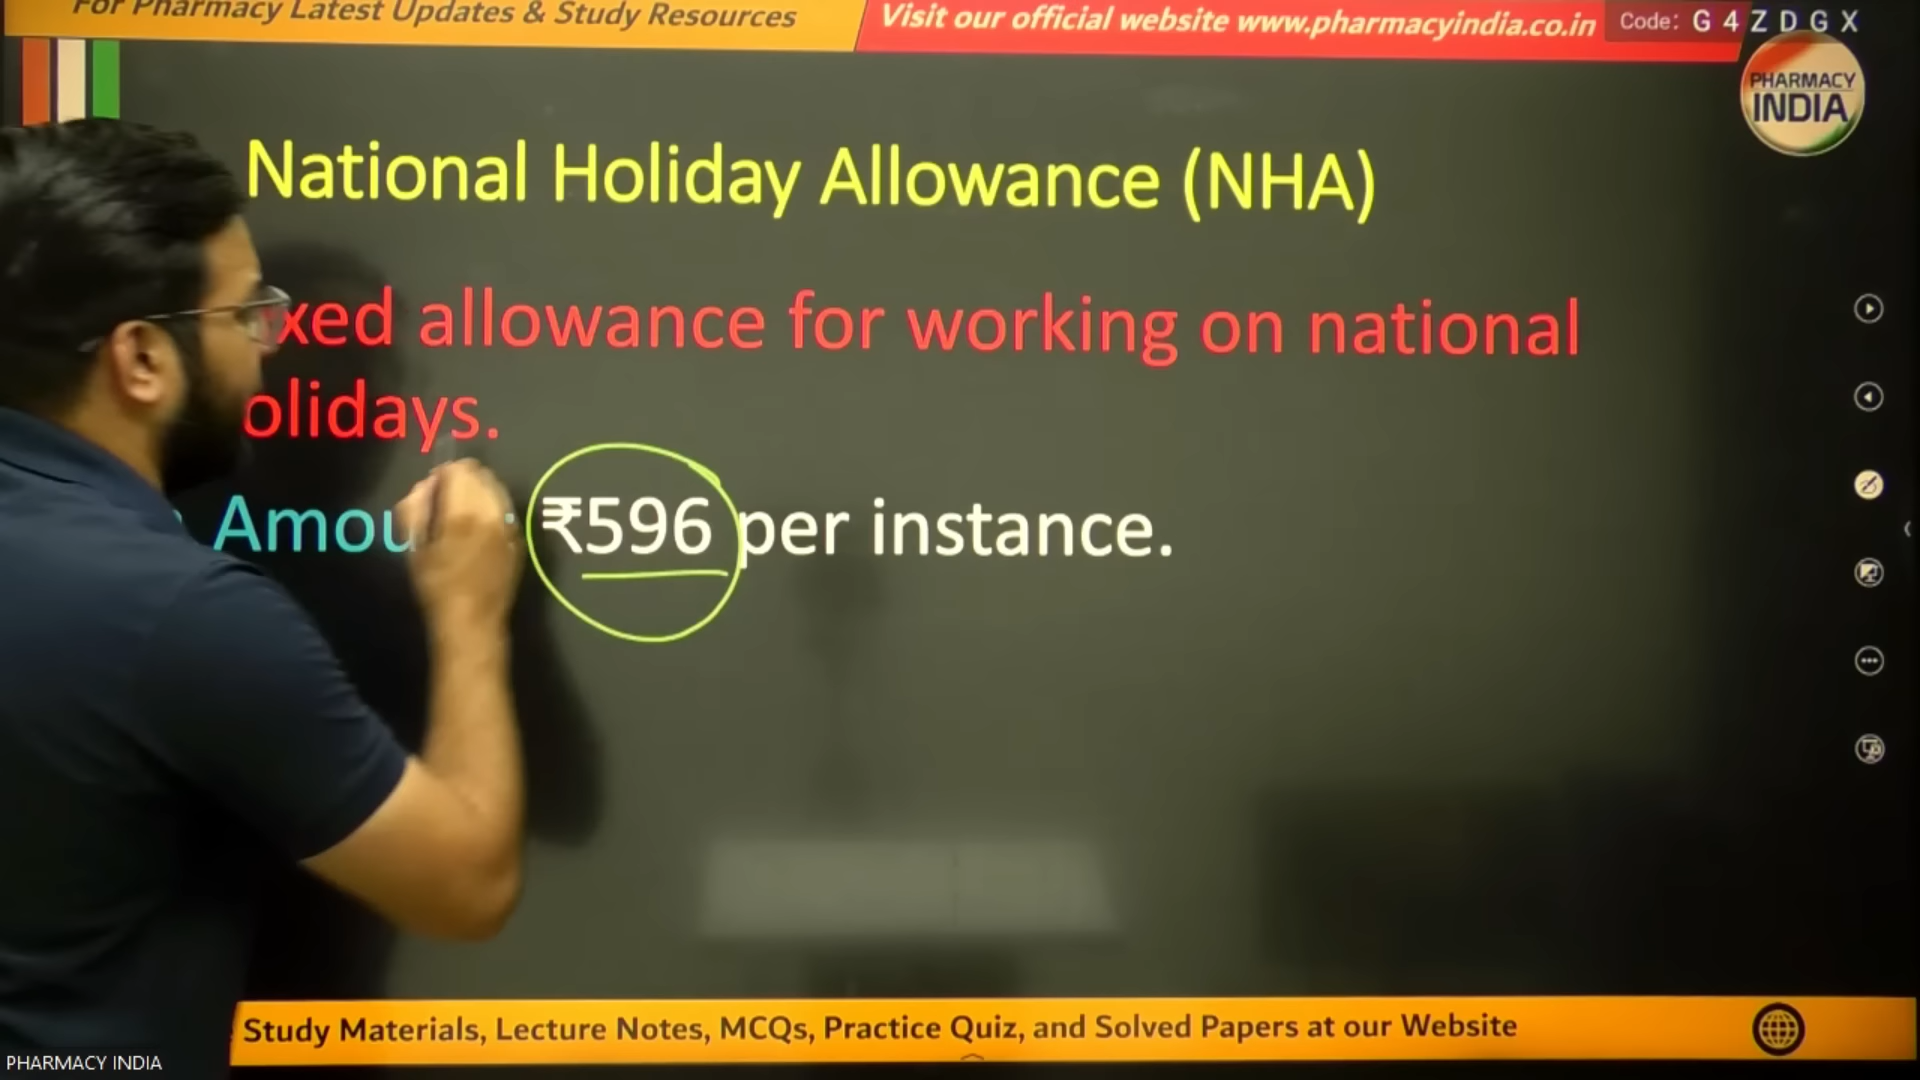 For Pharmacy Latest Updates & Study Resources
Visit our official website www.pharmacyindia.co.in
Code: G4ZDGX
PHARMACY
INDIA
National Holiday Allowance (NHA)
xed allowance for working on national
olidays.
Amou : ₹596 per instance.
Study Materials, Lecture Notes, MCQs, Practice Quiz, and Solved Papers at our Website
PHARMACY INDIA